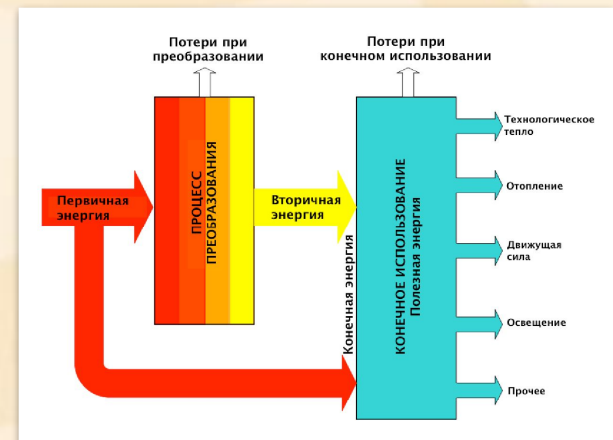 Потери при
преобразовании
Потери при
конечном использовании
Первичная
энергия
ПРОЦЕСС
ПРЕОБРАЗОВАНИЯ
Вторичная
энергия
Конечная энергия
КОНЕЧНОЕ ИСПОЛЬЗОВАНИЕ
Полезная энергия
Технологическое
тепло
Отопление
Движущая
сила
Освещение
Прочее